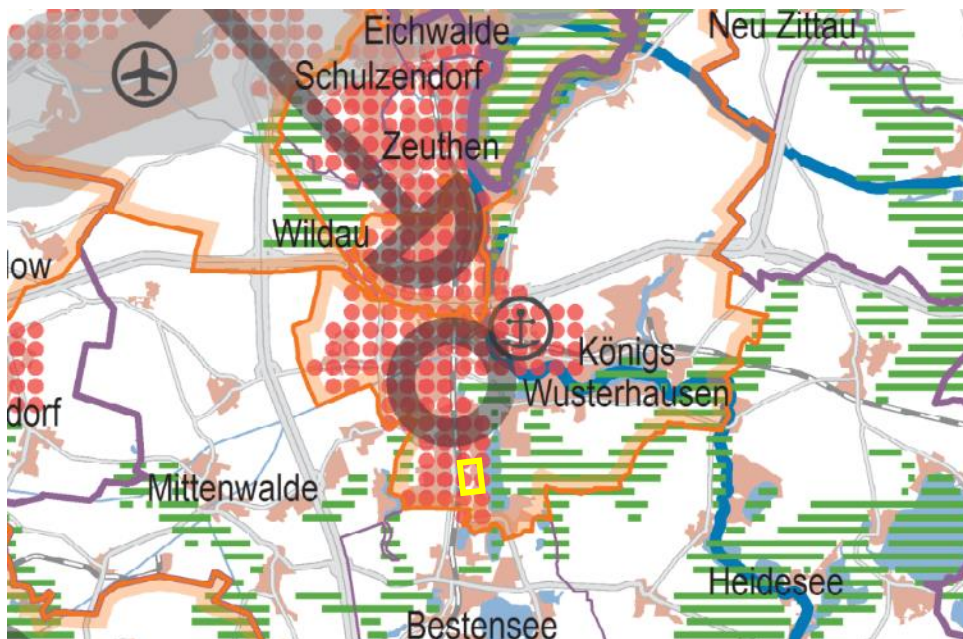 Eichwalde
Neu Zittau
Schulzendorf
Zeuthen
Wildau
low
Königs
Wusterhausen
dorf
Mittenwalde
Heidesee
Bestensee